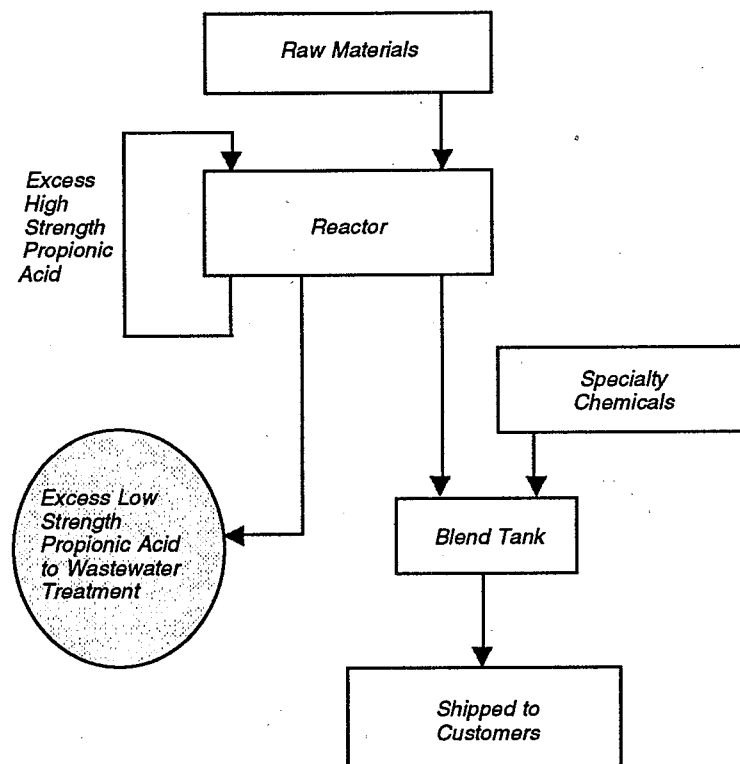 Raw Materials
Excess
High
Strength
Propionic
Acid
Reactor
Specialty
Chemicals
Excess Low
Strength
Propionic Acid
to Wastewater
Treatment
Blend Tank
Shipped to
Customers